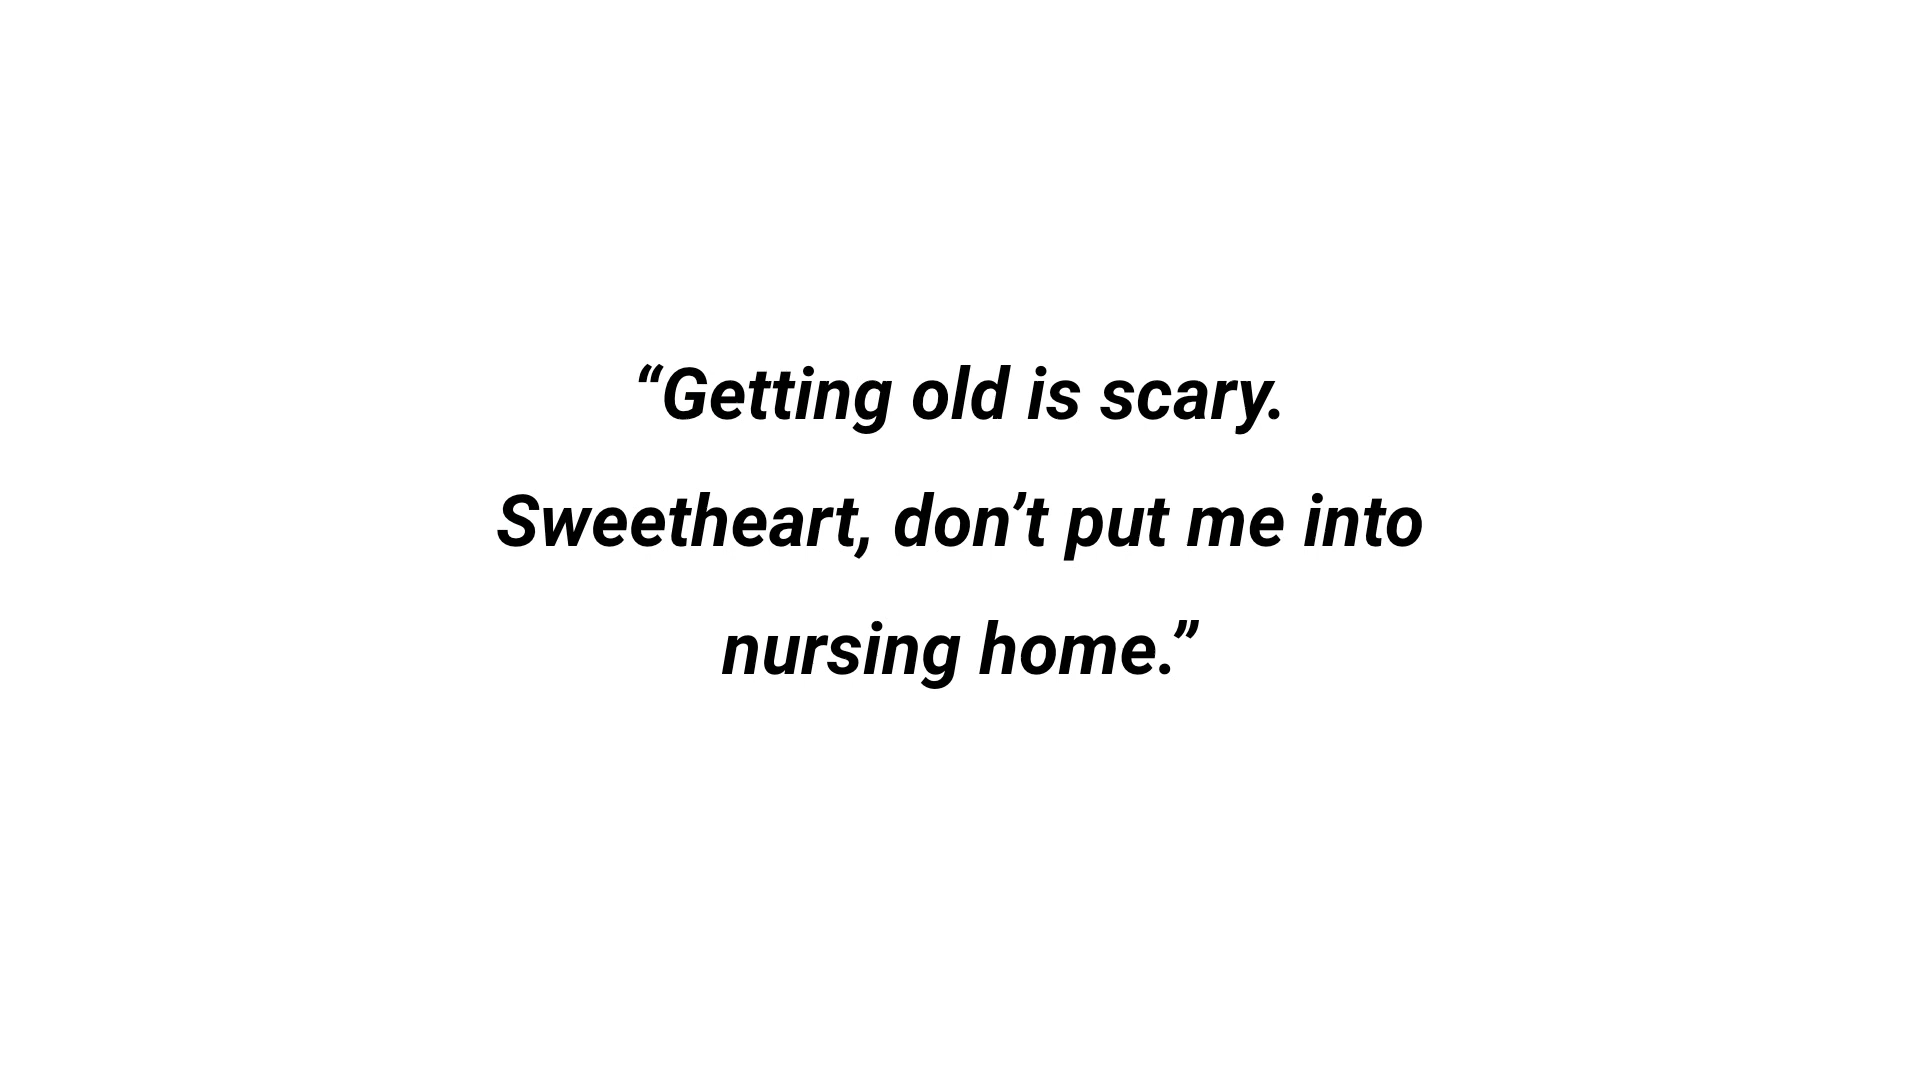 “Getting old is scary.
Sweetheart, don’t put me into
nursing home.”